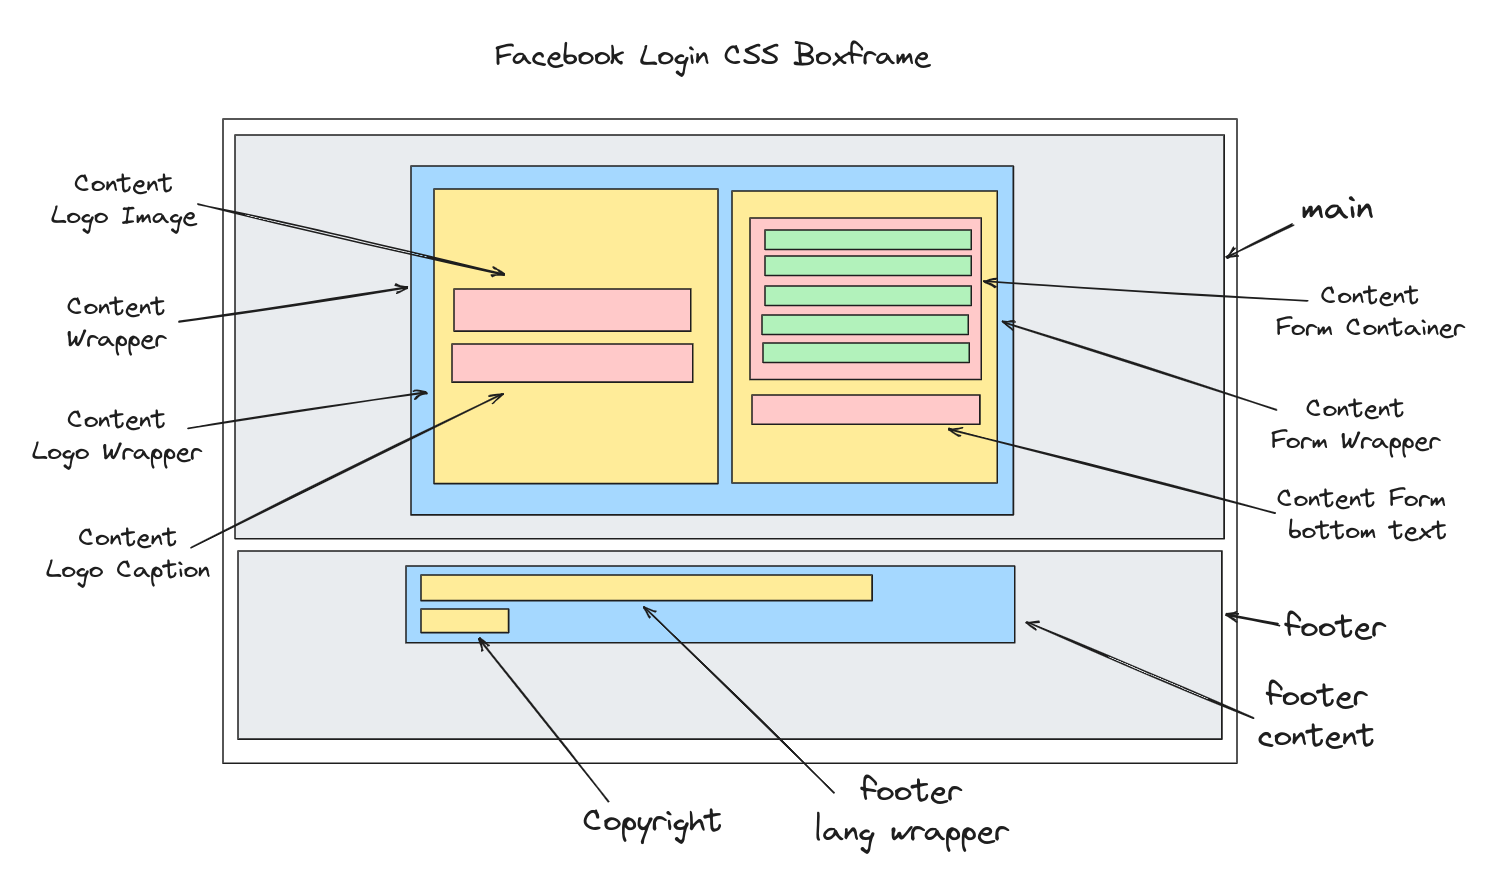 Facebook Login CSS Boxframe
Content
Logo Image
Content
Wrapper
Content
Logo Wrapper
Content
Logo Caption
main
Content
Form Container
Content
Form Wrapper
Content Form
bottom text
footer
footer
content
Copyright
footer
lang wrapper